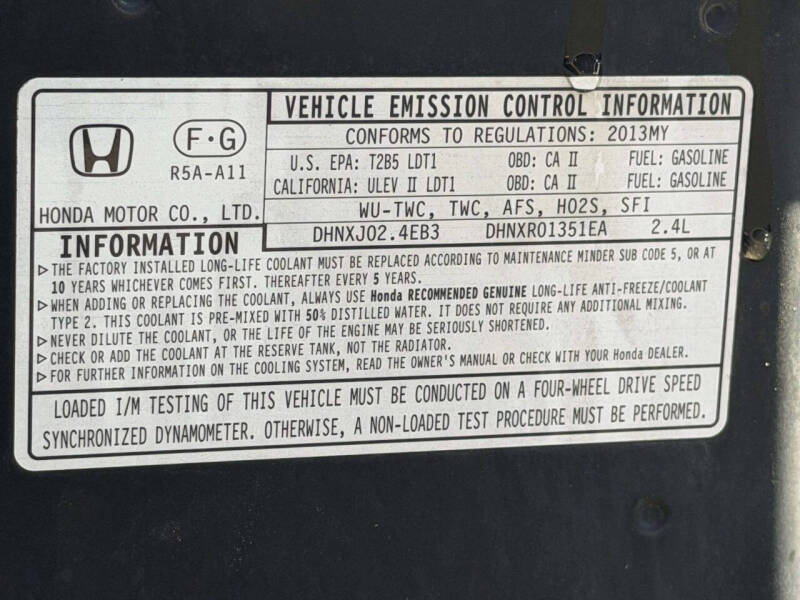 F·G
R5A-A11
HONDA MOTOR CO., LTD.
VEHICLE EMISSION CONTROL INFORMATION
CONFORMS TO REGULATIONS: 2013MY
U.S. EPA: T2B5 LDT1 OBD: CA II FUEL: GASOLINE
CALIFORNIA: ULEV II LDT1 OBD: CA II FUEL: GASOLINE
WU-TWC, TWC, AFS, HO2S, SFI
DHNXJ02.4EB3 DHNXR0135IEA 2.4L
INFORMATION
▷THE FACTORY INSTALLED LONG-LIFE COOLANT MUST BE REPLACED ACCORDING TO MAINTENANCE MINDER SUB CODE 5, OR AT
10 YEARS WHICHEVER COMES FIRST. THEREAFTER EVERY 5 YEARS.
▷WHEN ADDING OR REPLACING THE COOLANT, ALWAYS USE Honda RECOMMENDED GENUINE LONG-LIFE ANTI-FREEZE/COOLANT
TYPE 2. THIS COOLANT IS PRE-MIXED WITH 50% DISTILLED WATER. IT DOES NOT REQUIRE ANY ADDITIONAL MIXING.
▷NEVER DILUTE THE COOLANT, OR THE LIFE OF THE ENGINE MAY BE SERIOUSLY SHORTENED.
▷CHECK OR ADD THE COOLANT AT THE RESERVE TANK, NOT THE RADIATOR.
▷FOR FURTHER INFORMATION ON THE COOLING SYSTEM, READ THE OWNER'S MANUAL OR CHECK WITH YOUR Honda DEALER.
LOADED I/M TESTING OF THIS VEHICLE MUST BE CONDUCTED ON A FOUR-WHEEL DRIVE SPEED
SYNCHRONIZED DYNAMOMETER. OTHERWISE, A NON-LOADED TEST PROCEDURE MUST BE PERFORMED.